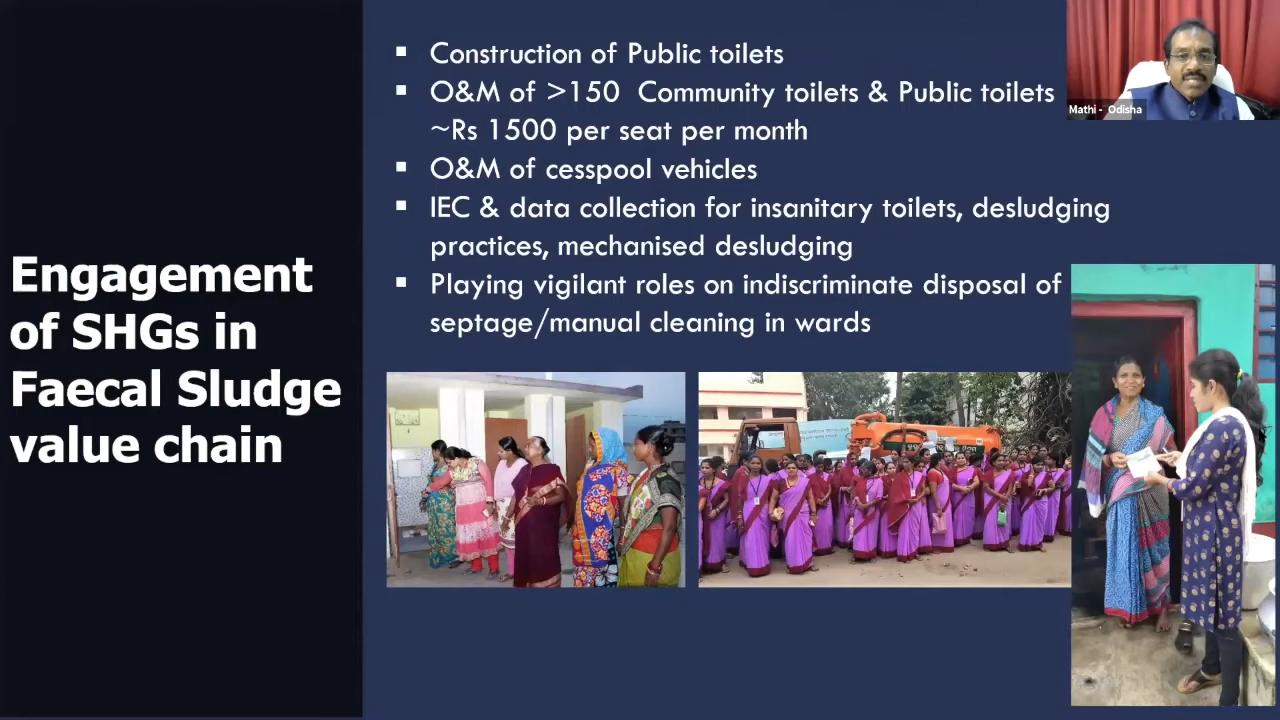 Engagement
of SHGs in
Faecal Sludge
value chain
▪ Construction of Public toilets
▪ O&M of >150 Community toilets & Public toilets
~Rs 1500 per seat per month
▪ O&M of cesspool vehicles
▪ IEC & data collection for insanitary toilets, desludging
practices, mechanised desludging
▪ Playing vigilant roles on indiscriminate disposal of
septage/manual cleaning in wards
Mathi - Odisha